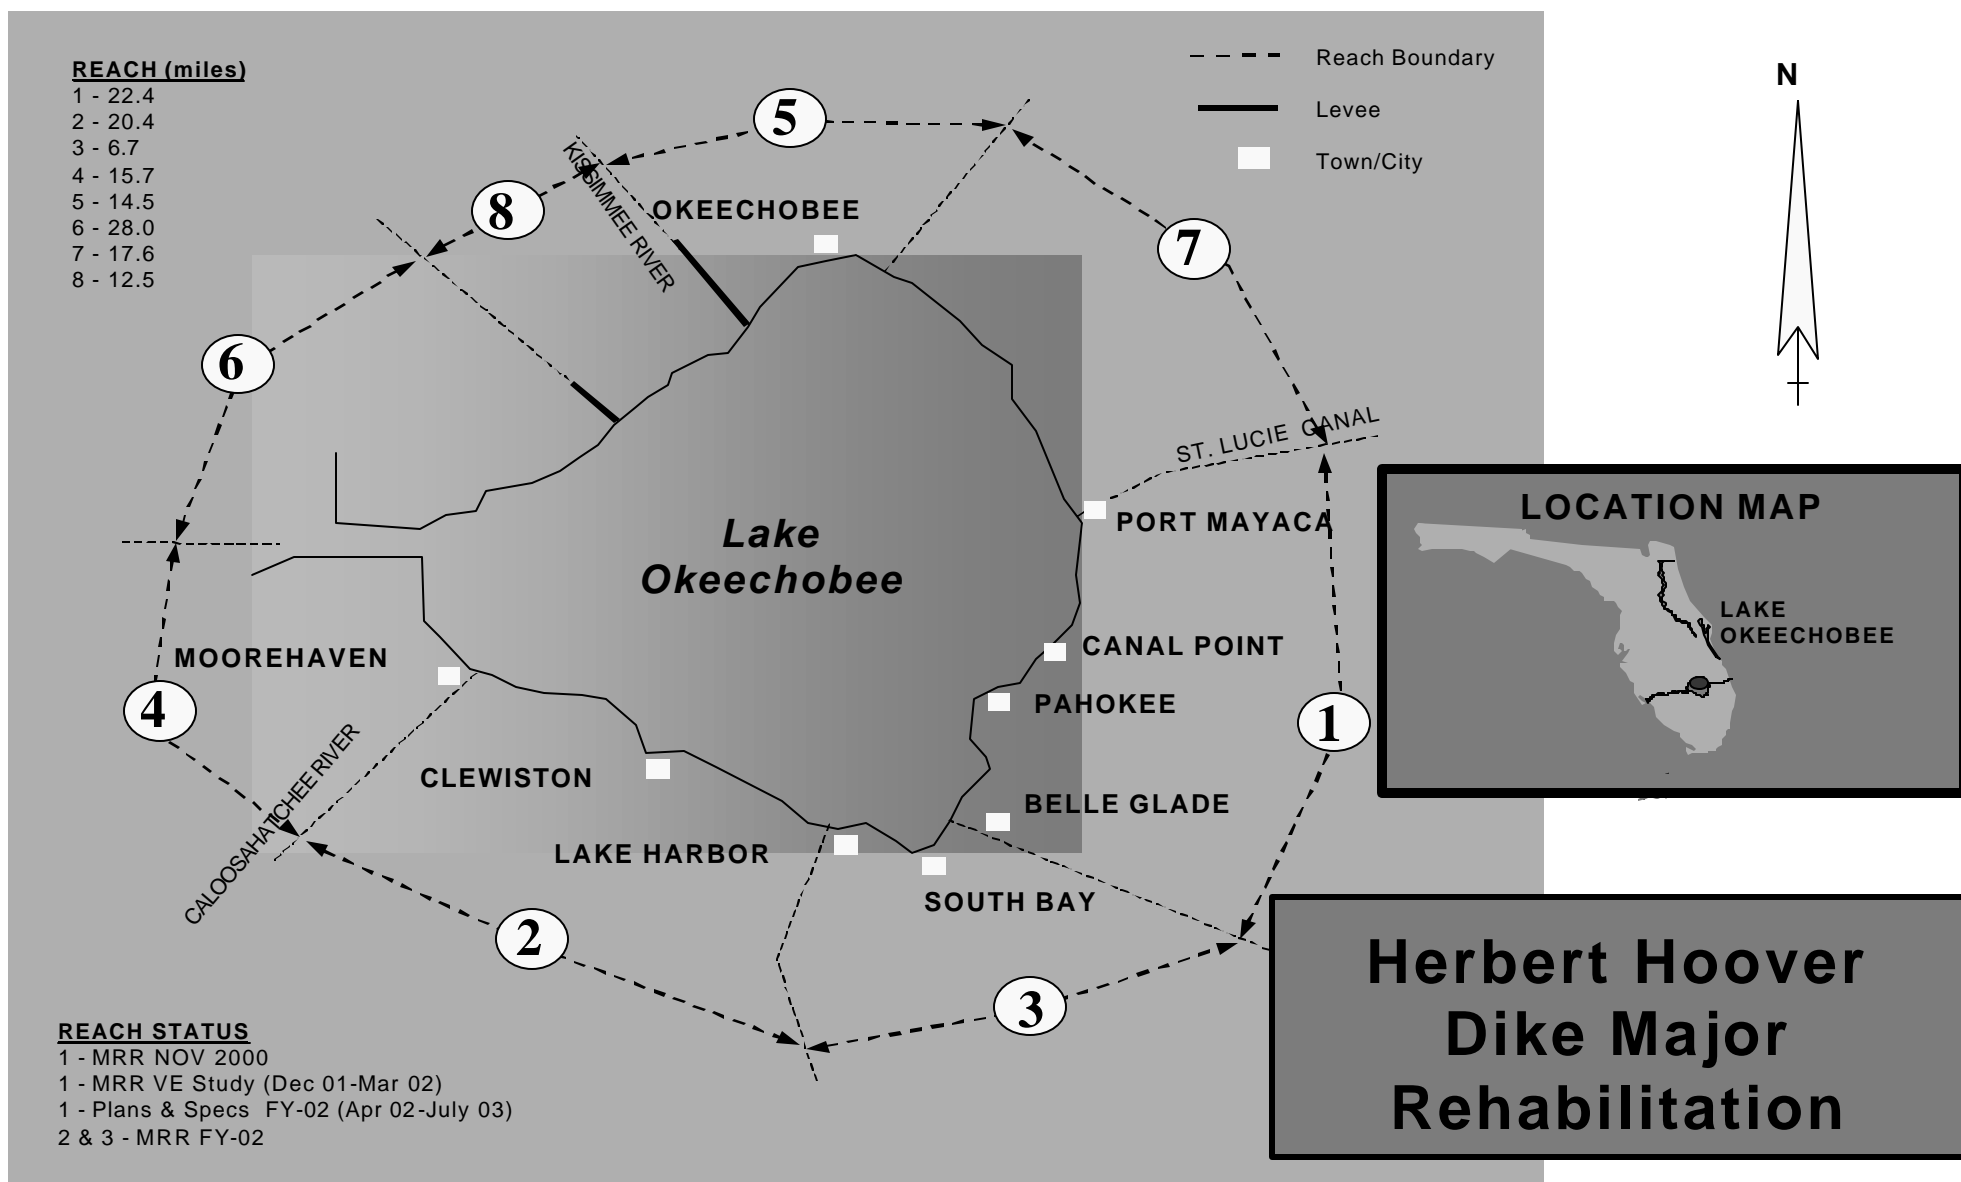 REACH (miles)
1 - 22.4
2 - 20.4
3 - 6.7
4 - 15.7
5 - 14.5
6 - 28.0
7 - 17.6
8 - 12.5
Reach Boundary
Levee
Town/City
N
5
8
KISSIMMEE RIVER
OKEECHOBEE
7
6
ST. LUCIE CANAL
PORT MAYACA
Lake
Okeechobee
LOCATION MAP
LAKE
OKEECHOBEE
CANAL POINT
MOOREHAVEN
PAHOKEE
4
1
CALOOSAHATCHEE RIVER
CLEWISTON
BELLE GLADE
LAKE HARBOR
SOUTH BAY
2
3
Herbert Hoover
Dike Major
Rehabilitation
REACH STATUS
1 - MRR NOV 2000
1 - MRR VE Study (Dec 01-Mar 02)
1 - Plans & Specs FY-02 (Apr 02-July 03)
2 & 3 - MRR FY-02